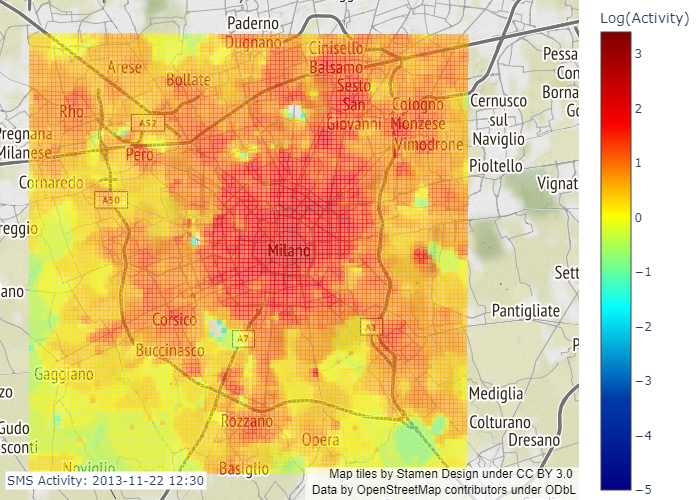 Log(Activity)
Paderno
Dugnano
Cinisello
Balsamo
Arese
Bollate
Sesto
San
Giovanni
Cologno
Monzese
Vimodrone
Pessa
Con
Borna
Go
Cernusco
sul
Naviglio
Pioltello
Vignat
Rho
A52
Pregnana
Milanese
Pero
Cornaredo
A50
reggio
Milano
ano
Sett
Pantigliate
Corsico
A7
A1
Buccinasco
Gaggiano
zo
Mediglia
Colturano
Dresano
Rozzano
Opera
Gudo
sconti
Noviglio
Basiglio
P
3
2
1
0
−1
−2
−3
−4
−5
SMS Activity: 2013-11-22 12:30
Map tiles by Stamen Design under CC BY 3.0
Data by OpenStreetMap contributors under ODbL